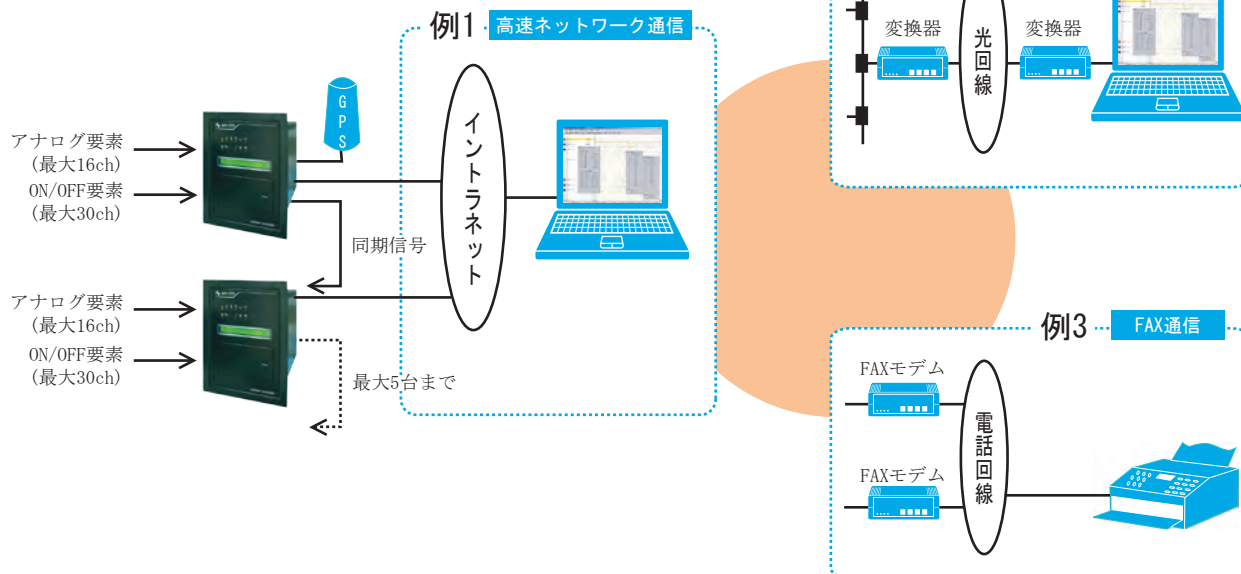 例1 高速ネットワーク通信
GPS
アナログ要素
(最大16ch)
ON/OFF要素
(最大30ch)
同期信号
イントラネット
アナログ要素
(最大16ch)
ON/OFF要素
(最大30ch)
最大5台まで
変換器
光回線
変換器
例3 FAX通信
FAXモデム
電話回線
FAXモデム